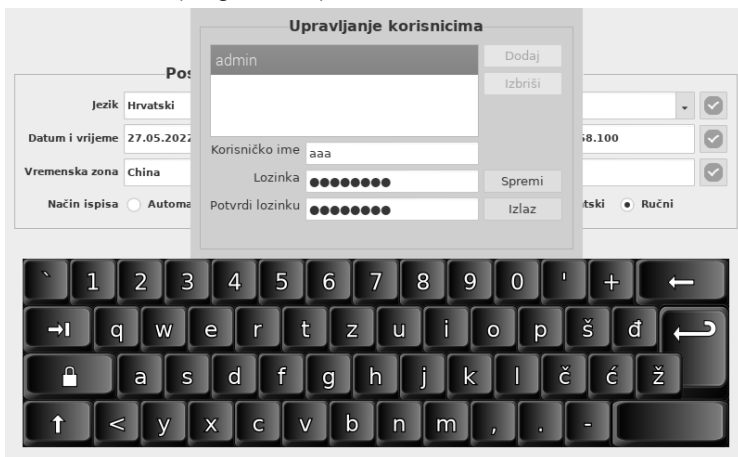 Upravljanje korisnicima
admin
Dodaj
Izbriši
Pos
Jezik Hrvatski
Datum i vrijeme 27.05.2022
58.100
Korisničko ime aaa
Vremenska zona China
Lozinka ●●●●●●●● Spremi
Način ispisa Automa
Potvrdi lozinku ●●●●●●●● Izlaz
tski Ručni
` 1 2 3 4 5 6 7 8 9 0 ' + ←
q w e r t z u i o p š đ
a s d f g h j k l č ć ž
< y x c v b n m , . -